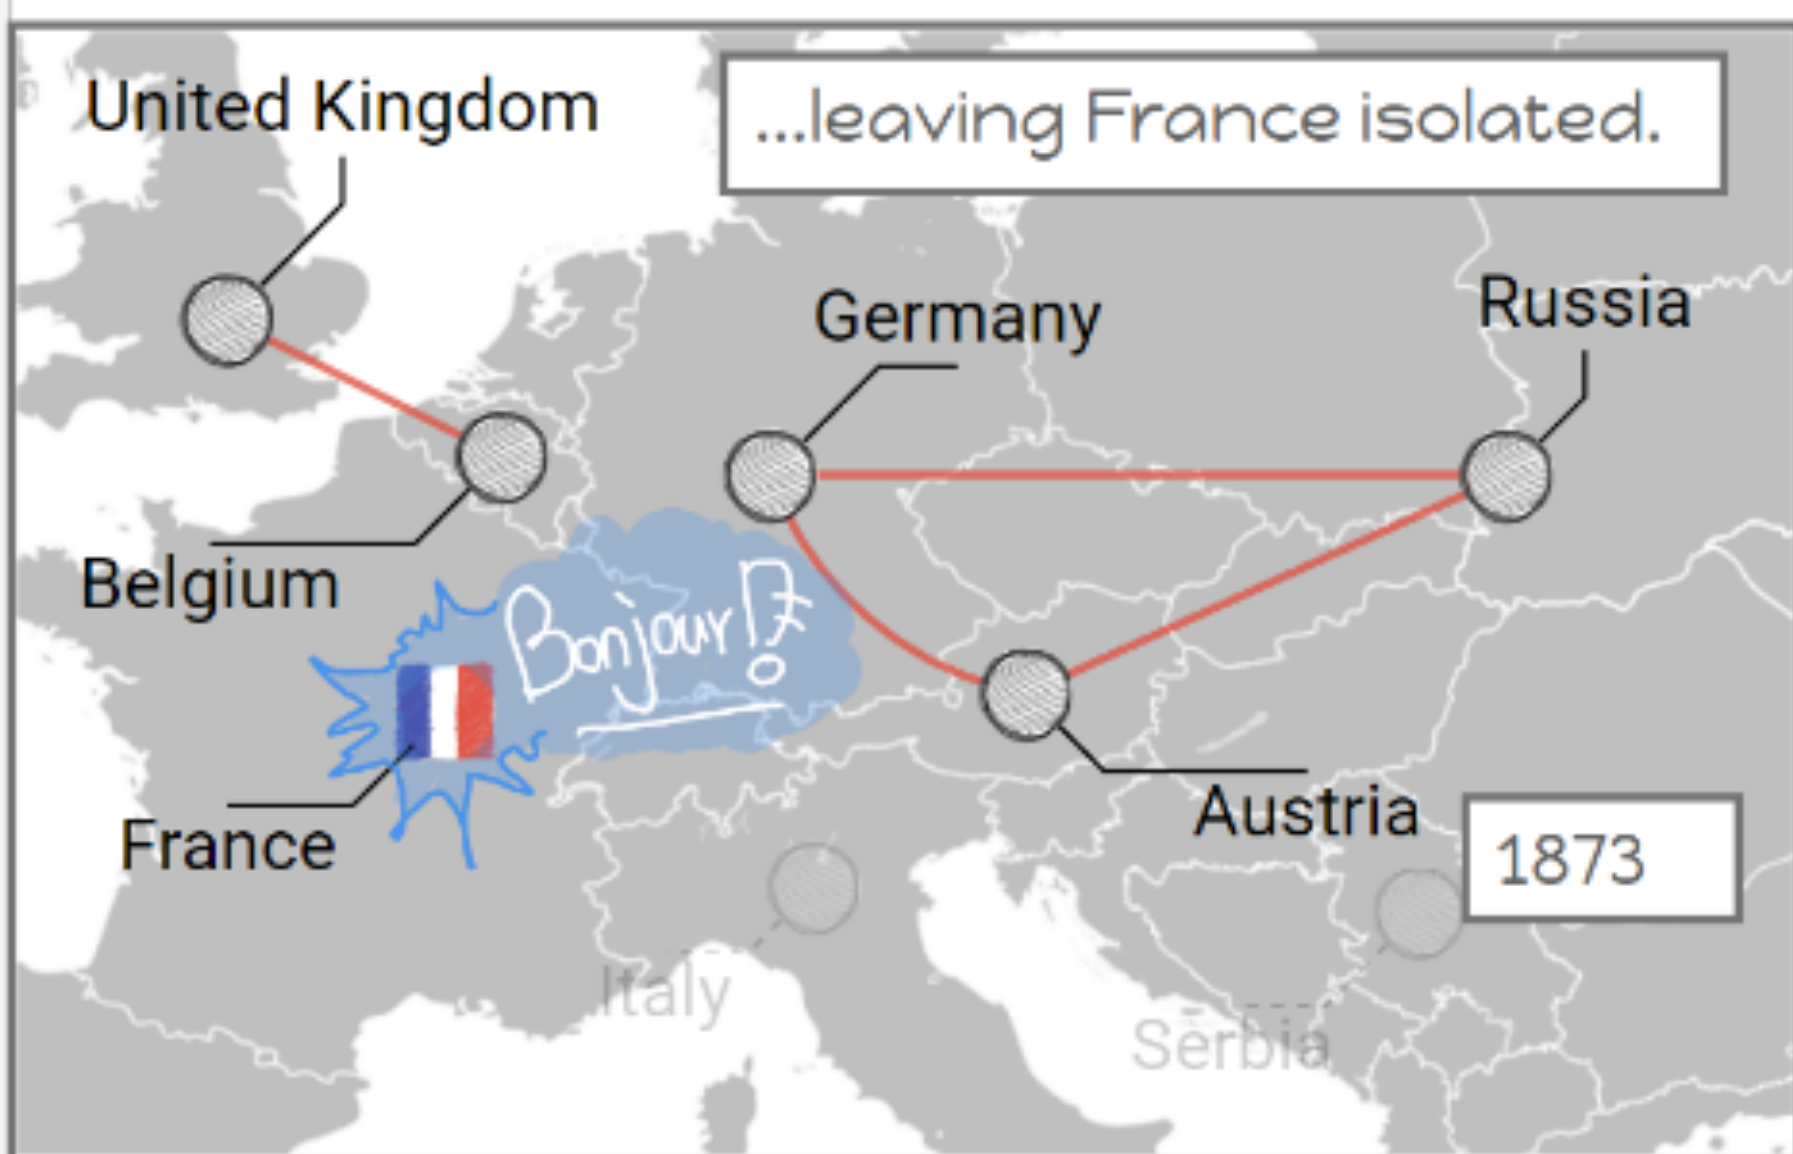 United Kingdom
...leaving France isolated.
Germany
Russia
Belgium
Bonjour!?
France
Austria
1873
Italy
Serbia